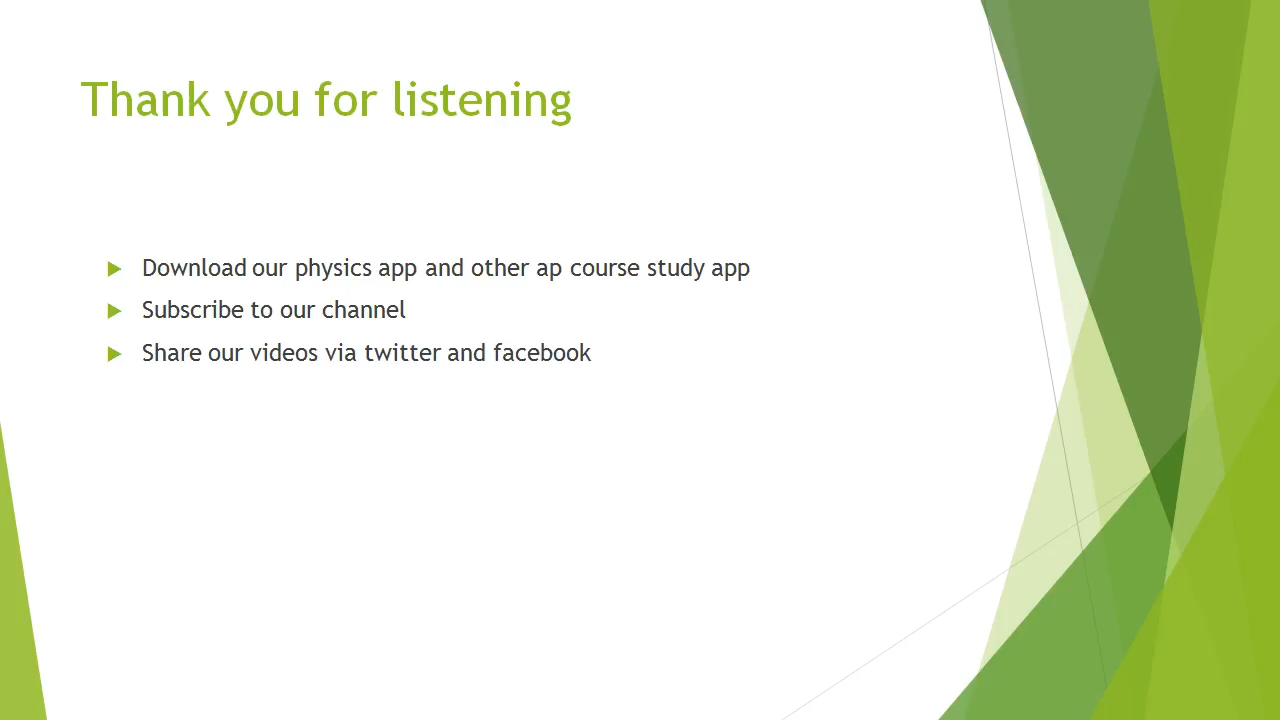 Thank you for listening
Download our physics app and other ap course study app
Subscribe to our channel
Share our videos via twitter and facebook